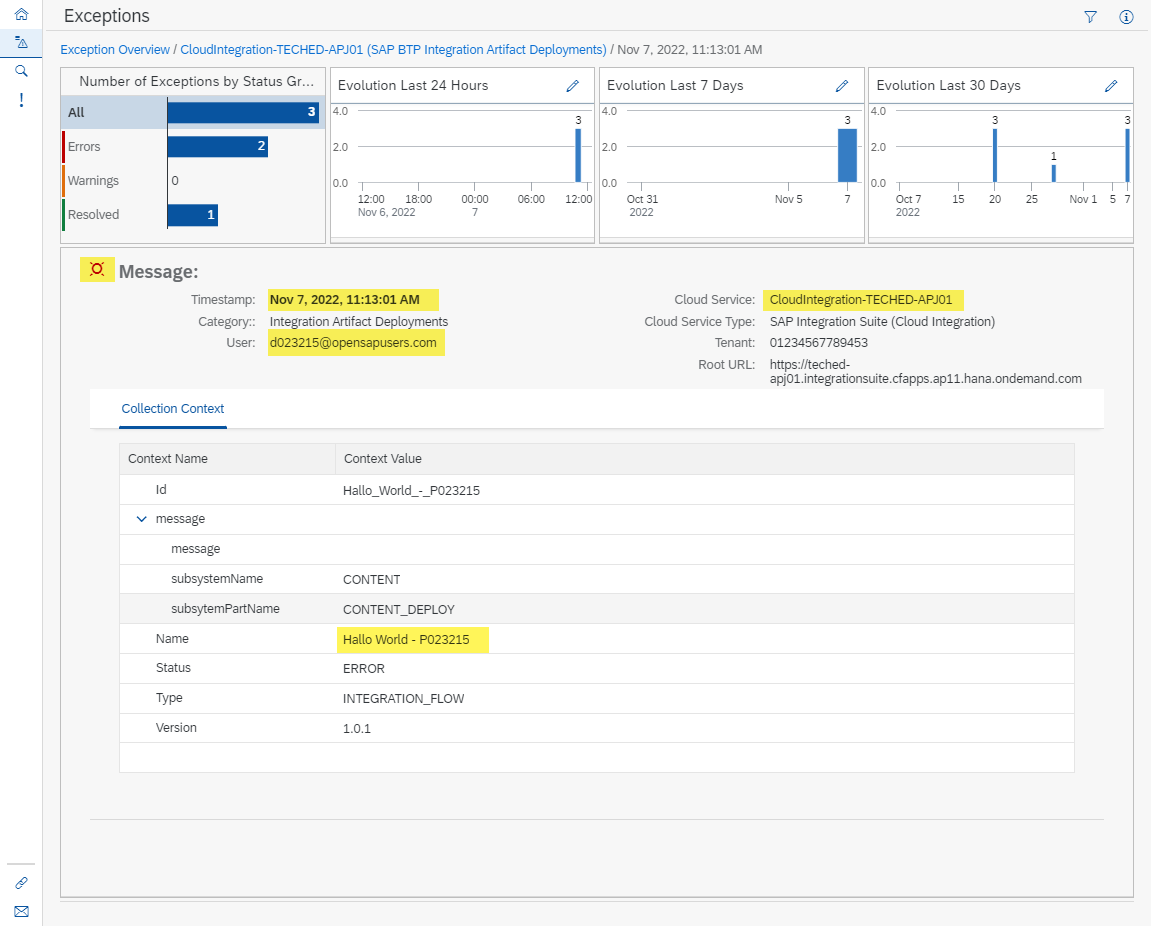 Exceptions
Exception Overview / CloudIntegration-TECHED-APJ01 (SAP BTP Integration Artifact Deployments) / Nov 7, 2022, 11:13:01 AM
Number of Exceptions by Status Gr...
All 3
Errors 2
Warnings 0
Resolved 1
Evolution Last 24 Hours
4.0
3
2.0
0.0
12:00 18:00 00:00 06:00 12:00
Nov 6, 2022 7
Evolution Last 7 Days
4.0
3
2.0
0.0
Oct 31 Nov 5 7
2022
Evolution Last 30 Days
4.0
3 3
2.0
1
0.0
Oct 7 15 20 25 Nov 1 5 7
2022
Message:
Timestamp: Nov 7, 2022, 11:13:01 AM
Category:: Integration Artifact Deployments
User: d023215@opensapusers.com
Cloud Service: CloudIntegration-TECHED-APJ01
Cloud Service Type: SAP Integration Suite (Cloud Integration)
Tenant: 01234567789453
Root URL: https://teched-
apj01.integrationsuite.cfapps.ap11.hana.ondemand.com
Collection Context
Context Name Context Value
Id Hallo_World_-_P023215
message
message
subsystemName CONTENT
subsytemPartName CONTENT_DEPLOY
Name Hallo World - P023215
Status ERROR
Type INTEGRATION_FLOW
Version 1.0.1